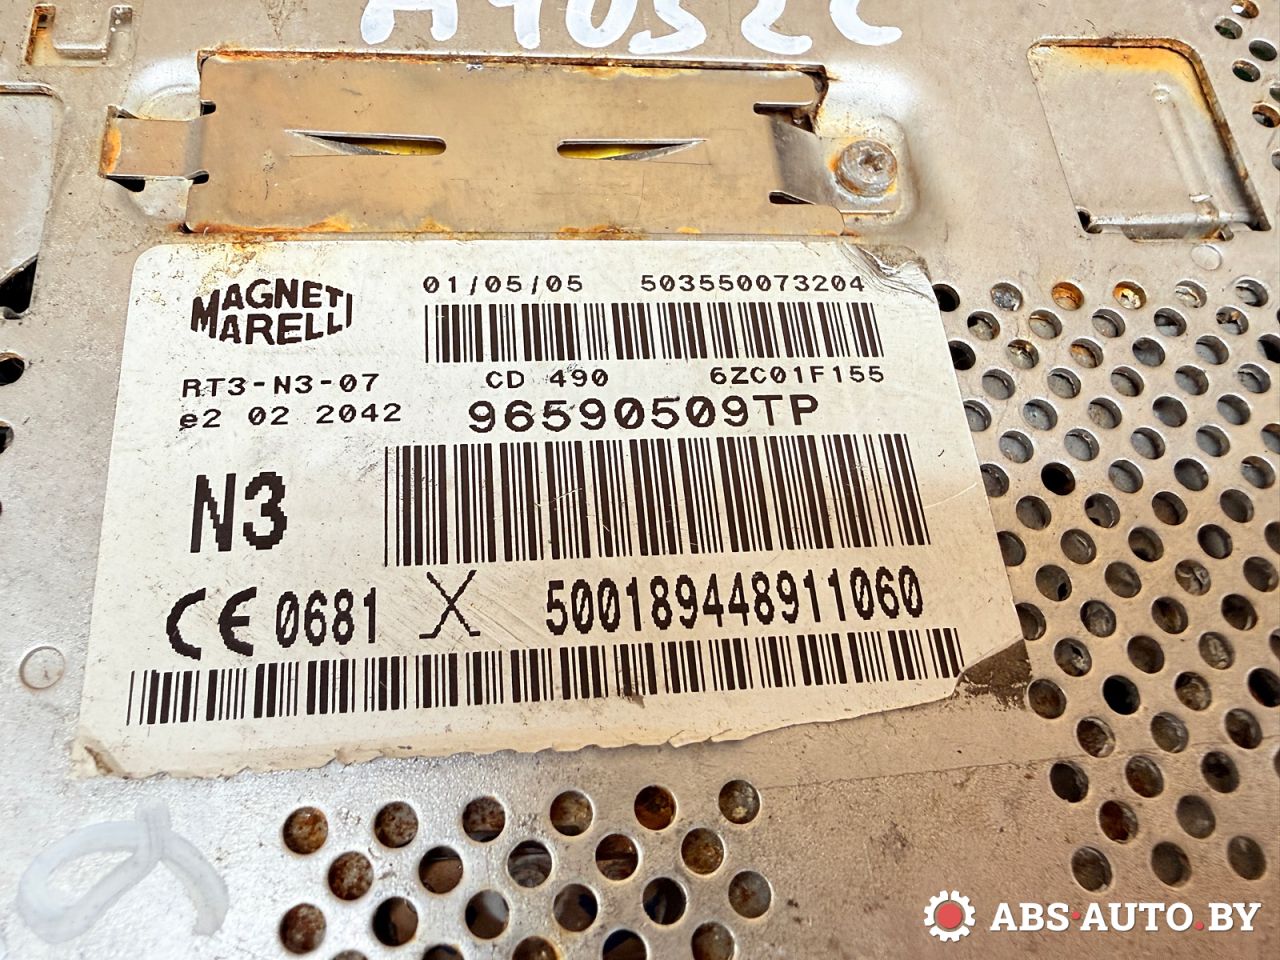 MAGNETI
MARELLI
01/05/05 503550073204
RT3-N3-07
CD 490 6ZC01F155
e2 02 2042
96590509TP
N3
CE 0681 X 500189448911060
ABS-AUTO.BY